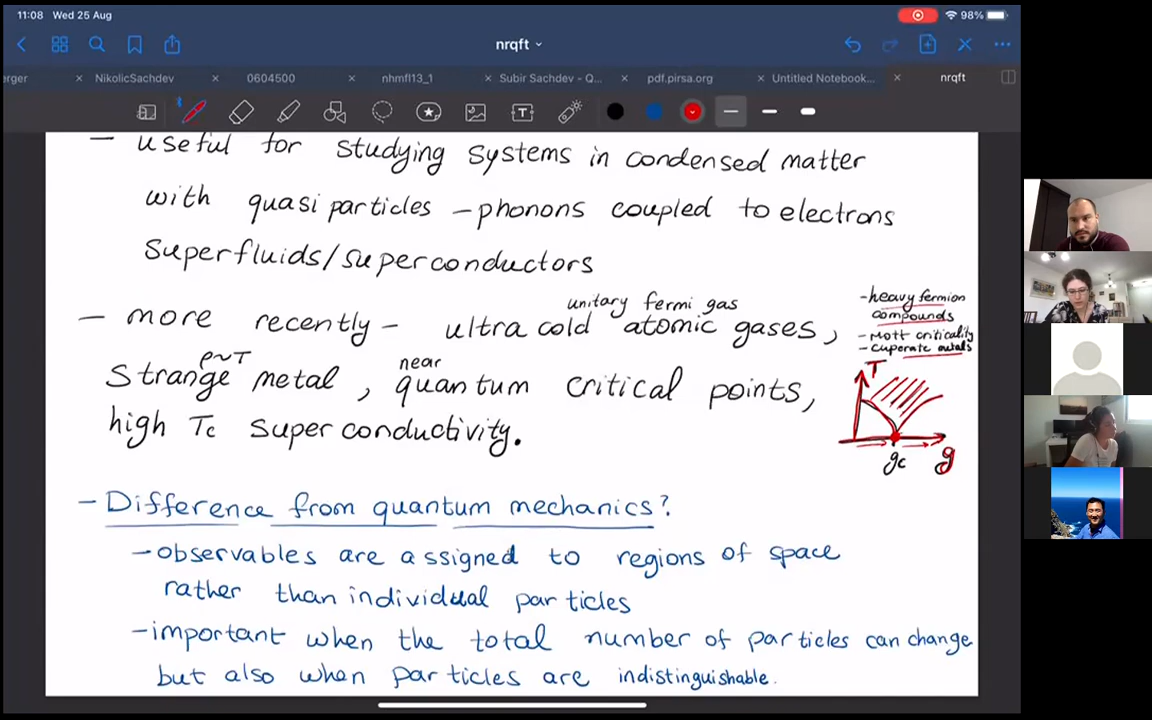 11:08 Wed 25 Aug
98%
nrqft
erger
NikolicSachdev
0604500
nhmfl13_1
Subir Sachdev - Q...
pdf.pirsa.org
Untitled Notebook...
nrqft
- useful for studying systems in condensed matter
with quasiparticles - phonons coupled to electrons
superfluids/superconductors
unitary fermi gas
- more recently - ultra cold atomic gases,
ρ~T
near
strange metal, quantum critical points,
high Tc superconductivity.
- heavy fermion
compounds
- Mott criticality
- cuperate metals
T
gc
g
- Difference from quantum mechanics?
- observables are assigned to regions of space
rather than individual particles
- important when the total number of particles can change
but also when particles are indistinguishable.